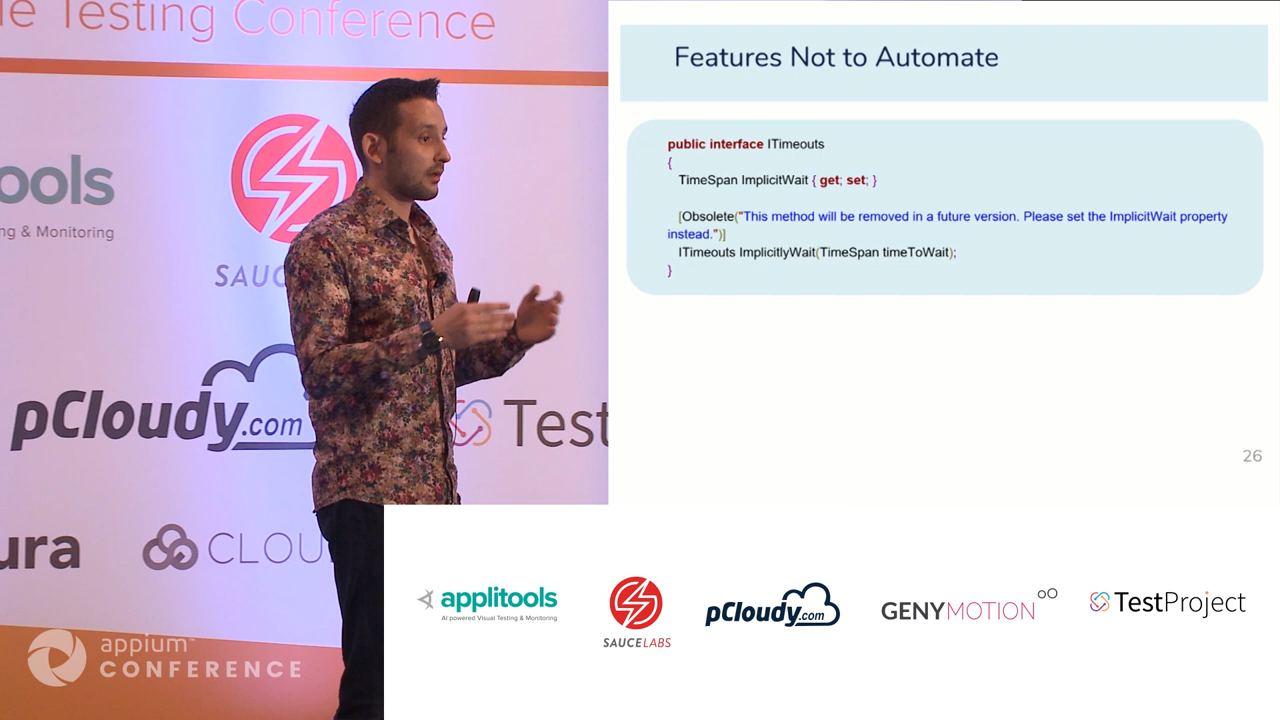 le Testing Conference
ools
ng & Monitoring
SAUC
pCloudy.com
Test
ura
CLOU
appium™
CONFERENCE
Features Not to Automate
public interface ITimeouts
{
TimeSpan ImplicitWait { get; set; }
[Obsolete("This method will be removed in a future version. Please set the ImplicitWait property
instead.")]
ITimeouts ImplicitlyWait(TimeSpan timeToWait);
}
26
applitools
AI powered Visual Testing & Monitoring
SAUCELABS
pCloudy.com
GENYMOTION
TestProject